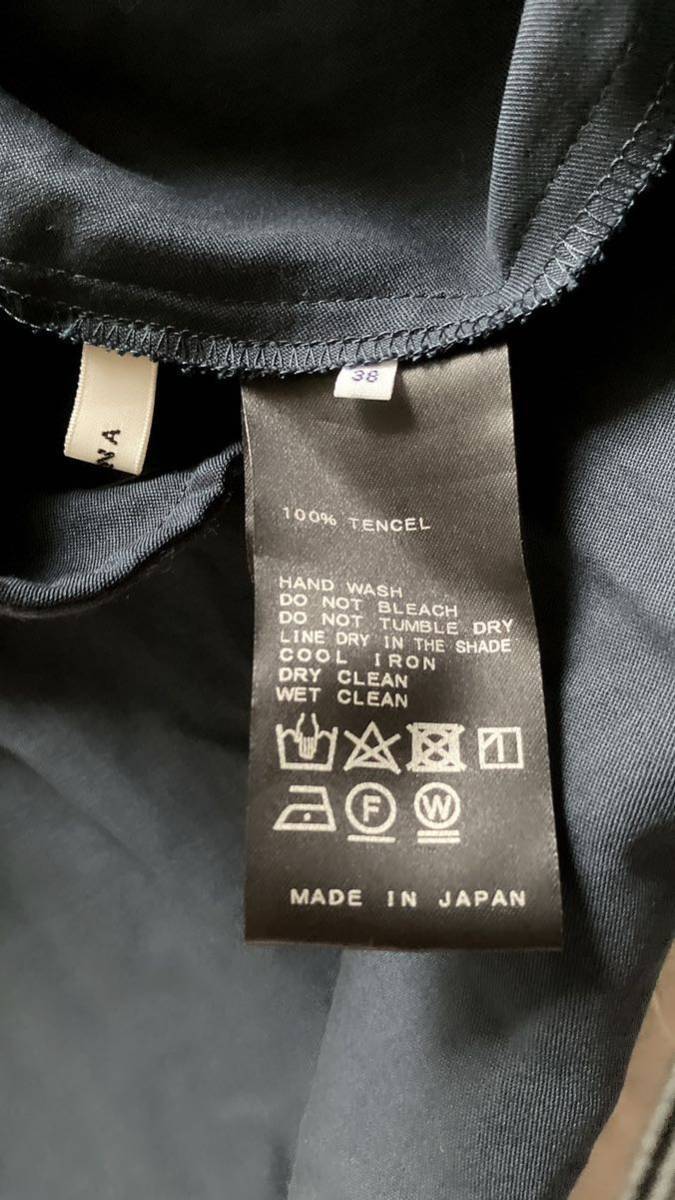 38
NA
100% TENCEL
HAND WASH
DO NOT BLEACH
DO NOT TUMBLE DRY
LINE DRY IN THE SHADE
COOL IRON
DRY CLEAN
WET CLEAN
F W
MADE IN JAPAN